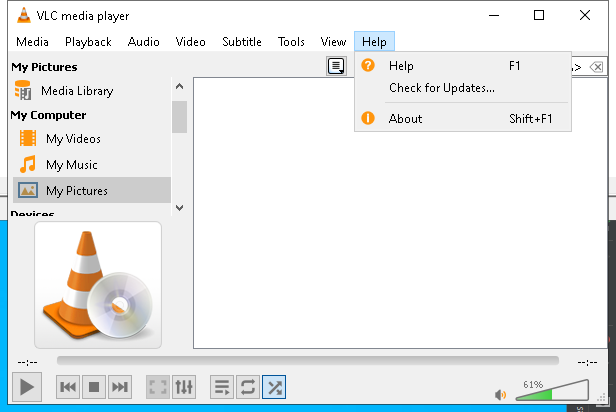 VLC media player
Media Playback Audio Video Subtitle Tools View Help
My Pictures
Media Library
My Computer
My Videos
My Music
My Pictures
Devices
Help F1
Check for Updates...
About Shift+F1
--:--
--:--
61%